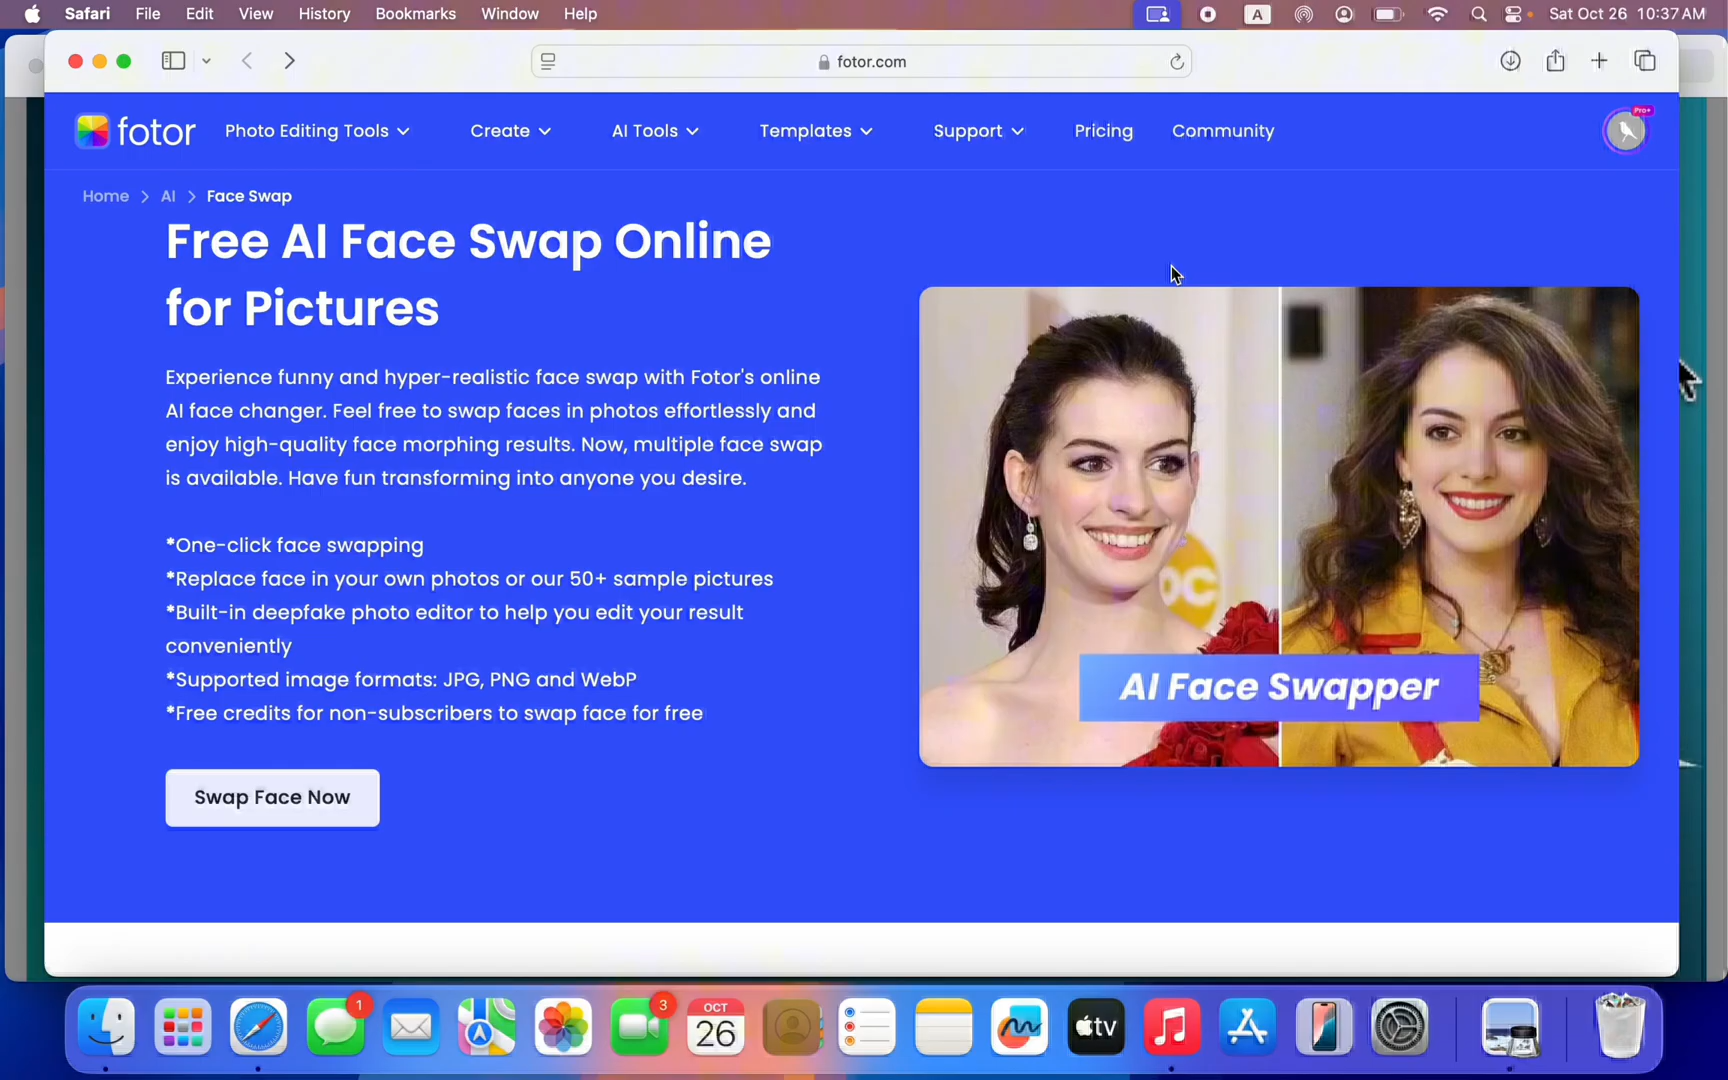 Safari File Edit View History Bookmarks Window Help A Sat Oct 26 10:37 AM
fotor.com
fotor Photo Editing Tools Create AI Tools Templates Support Pricing Community Pro+
Home AI Face Swap
Free AI Face Swap Online
for Pictures
Experience funny and hyper-realistic face swap with Fotor's online
AI face changer. Feel free to swap faces in photos effortlessly and
enjoy high-quality face morphing results. Now, multiple face swap
is available. Have fun transforming into anyone you desire.
*One-click face swapping
*Replace face in your own photos or our 50+ sample pictures
*Built-in deepfake photo editor to help you edit your result
conveniently
*Supported image formats: JPG, PNG and WebP
*Free credits for non-subscribers to swap face for free
Swap Face Now
AI Face Swapper
1
3
OCT
26
tv